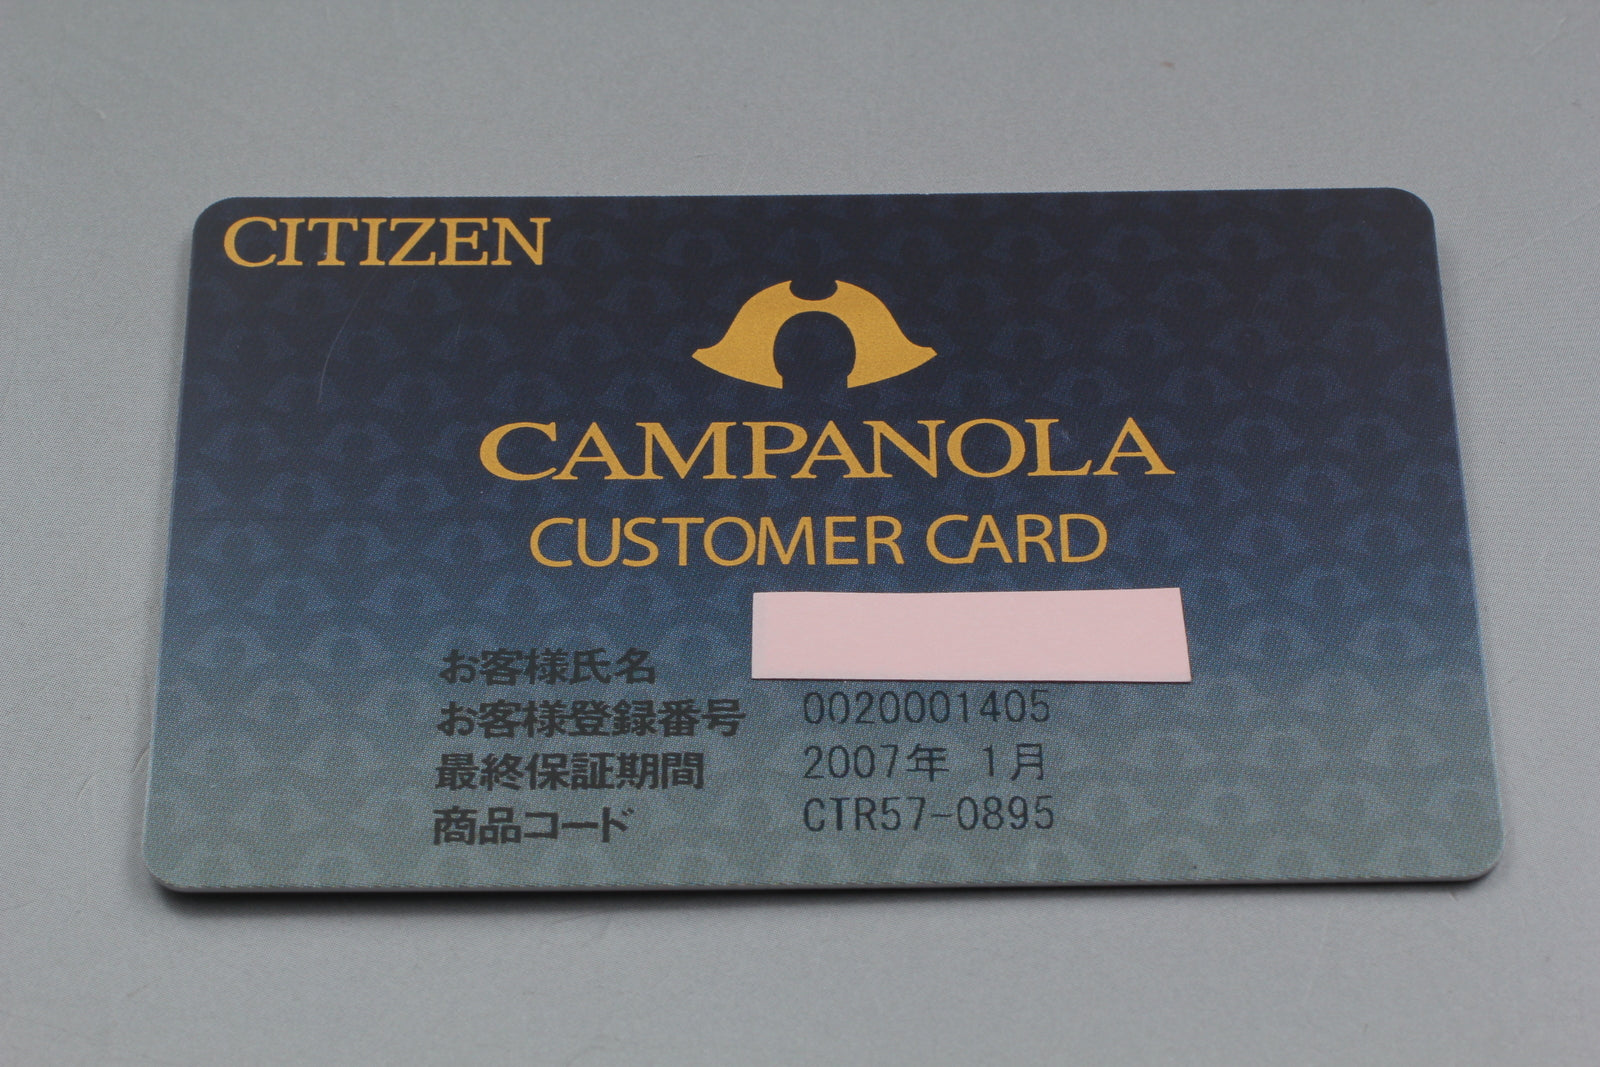 CITIZEN
CAMPANOLA
CUSTOMER CARD
お客様氏名
お客様登録番号 0020001405
最終保証期間 2007年 1月
商品コード CTR57-0895